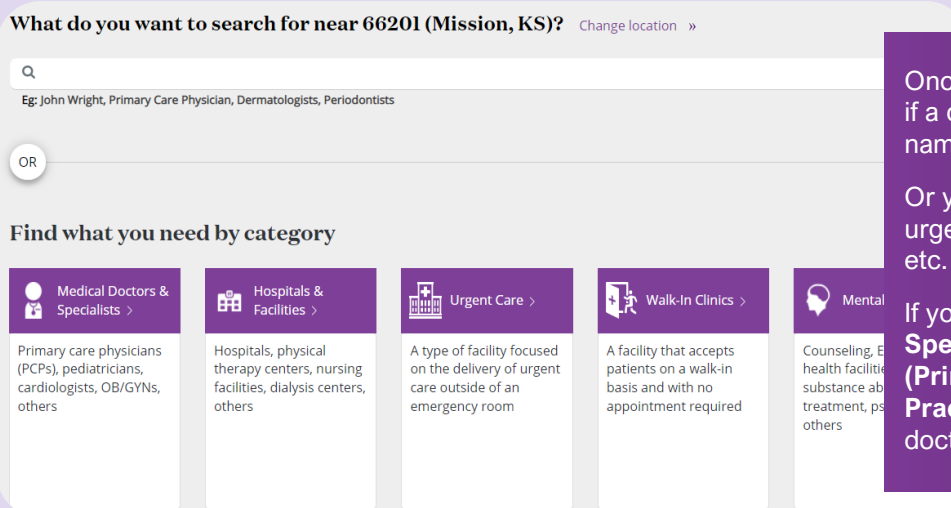 What do you want to search for near 66201 (Mission, KS)? Change location »
Eg: John Wright, Primary Care Physician, Dermatologists, Periodontists
OR
Find what you need by category
Medical Doctors &
Specialists >
Primary care physicians
(PCPs), pediatricians,
cardiologists, OB/GYNs,
others
Hospitals &
Facilities >
Hospitals, physical
therapy centers, nursing
facilities, dialysis centers,
others
Urgent Care >
A type of facility focused
on the delivery of urgent
care outside of an
emergency room
Walk-In Clinics >
A facility that accepts
patients on a walk-in
basis and with no
appointment required
Mental
Counseling,
health
substance
treatment,
others
if a
Or
etc.
If